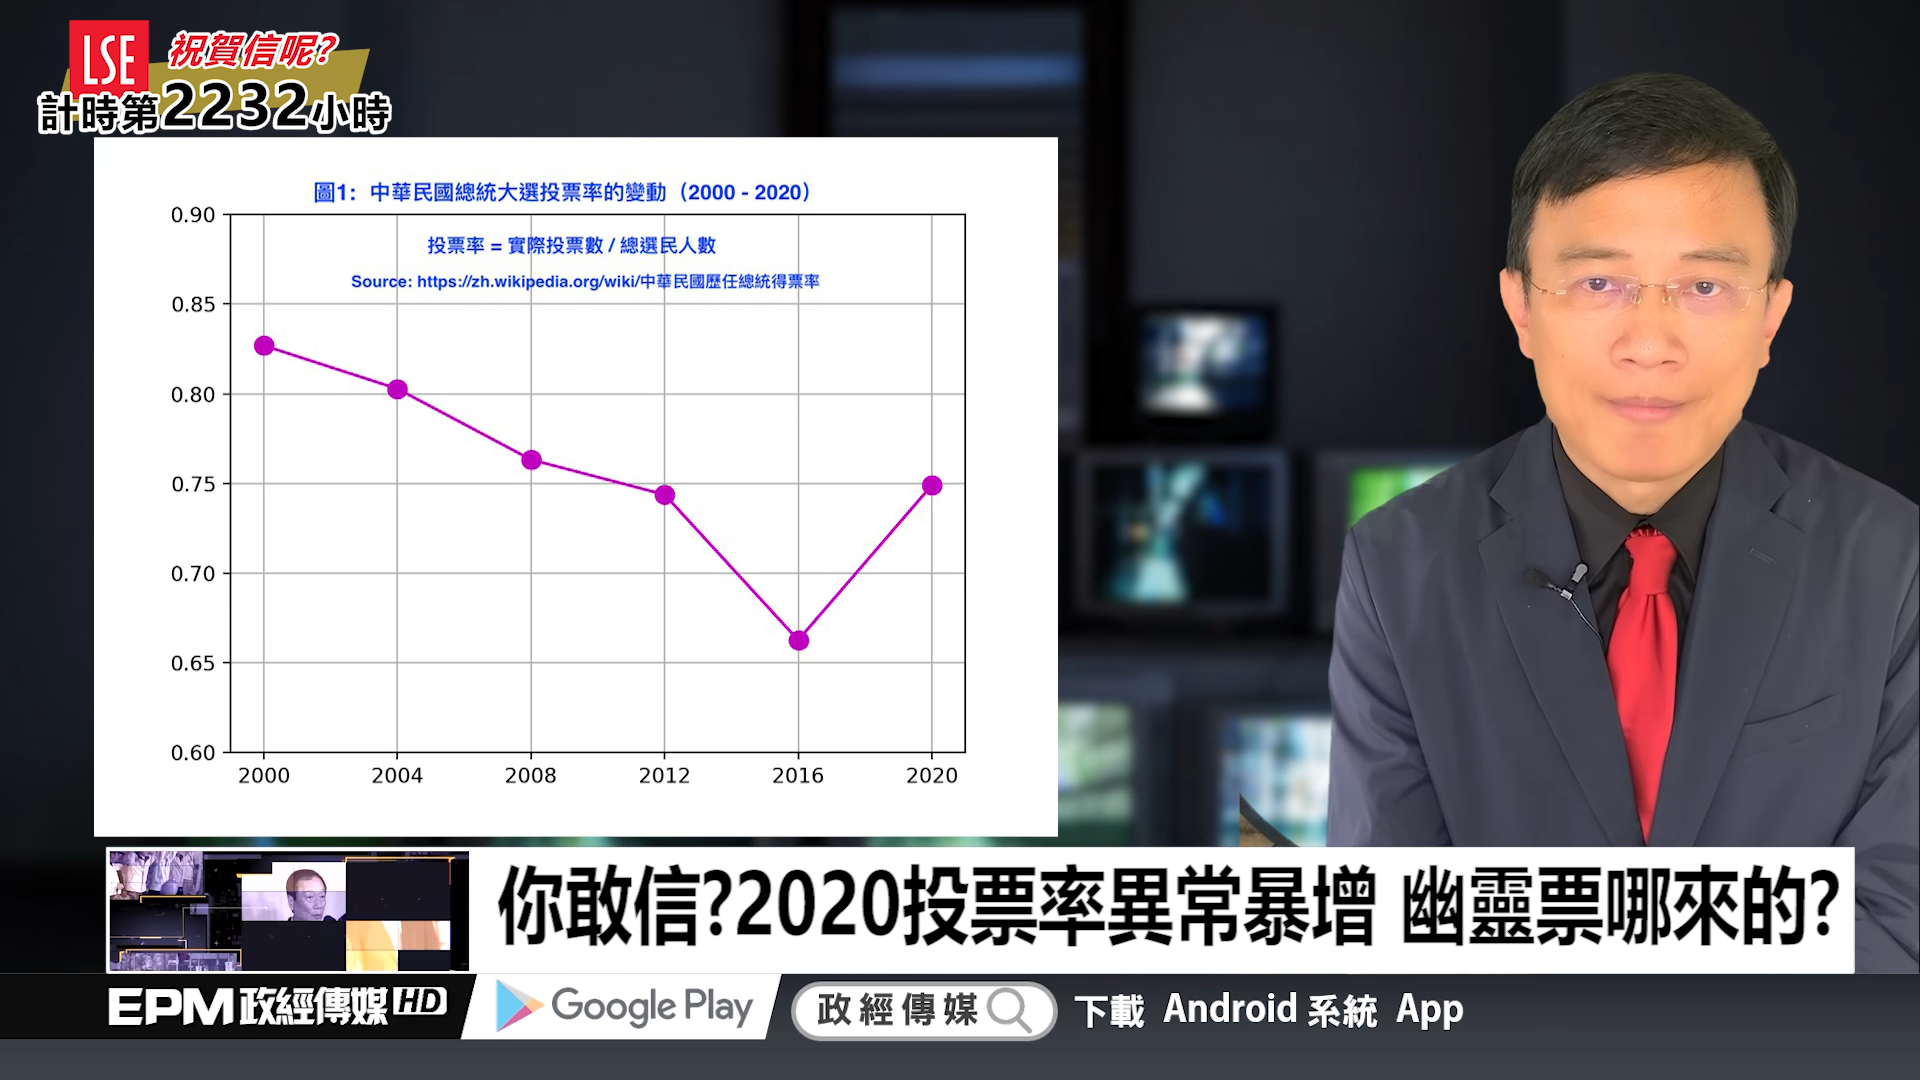 LSE
祝賀信呢?
計時第2232小時
圖1: 中華民國總統大選投票率的變動（2000 - 2020）
投票率 = 實際投票數 / 總選民人數
Source: https://zh.wikipedia.org/wiki/中華民國歷任總統得票率
0.90
0.85
0.80
0.75
0.70
0.65
0.60
2000 2004 2008 2012 2016 2020
你敢信?2020投票率異常暴增 幽靈票哪來的?
EPM政經傳媒HD
Google Play
政經傳媒
下載 Android 系統 App